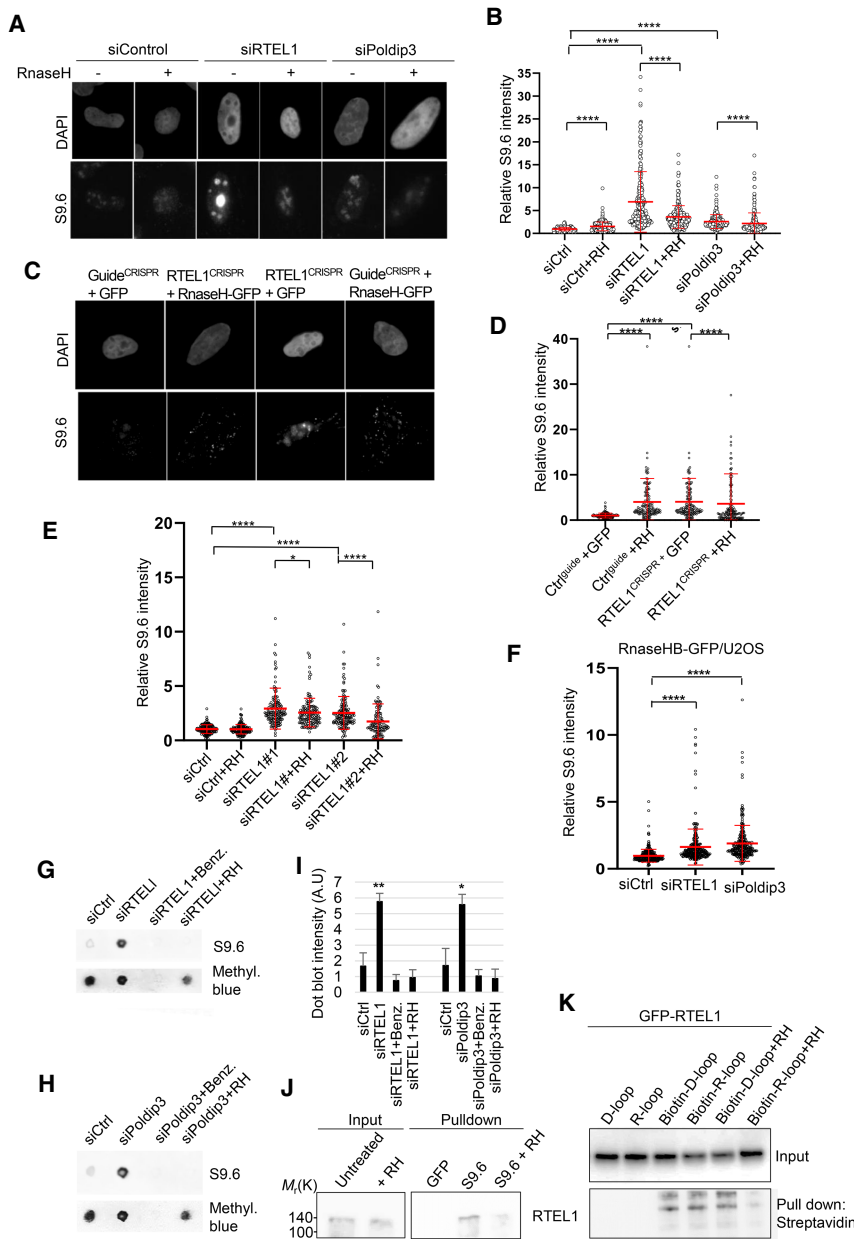 A
siControl siRTEL1 siPoldip3
RnaseH - + - + - +
DAPI
S9.6
B
Relative S9.6 intensity
35
30
25
20
15
10
5
0
**** **** **** **** ****
siCtrl
siCtrl+RH
siRTEL1
siRTEL1+RH
siPoldip3
siPoldip3+RH
C
GuideCRISPR + GFP
RTEL1CRISPR + RnaseH-GFP
RTEL1CRISPR + GFP
GuideCRISPR + RnaseH-GFP
DAPI
S9.6
D
Relative S9.6 intensity
40
30
20
10
0
****
s.
**** ****
Ctrlguide +GFP
Ctrlguide +RH
RTEL1CRISPR + GFP
RTEL1CRISPR +RH
E
Relative S9.6 intensity
20
15
10
5
0
****
****
* ****
siCtrl
siCtrl+RH
siRTEL1#1
siRTEL1#+RH
siRTEL1#2
siRTEL1#2+RH
F
RnaseHB-GFP/U2OS
Relative S9.6 intensity
15
10
5
0
****
****
siCtrl siRTEL1 siPoldip3
G
siCtrl
siRTELI
siRTEL1+Benz.
siRTELI+RH
S9.6
Methyl.
blue
H
siCtrl
siPoldip3
siPoldip3+Benz.
siPoldip3+RH
S9.6
Methyl.
blue
I
Dot blot intensity (A.U)
7
6
5
4
3
2
1
0
** *
siCtrl
siRTEL1
siRTEL1+Benz.
siRTEL1+RH
siCtrl
siPoldip3
siPoldip3+Benz.
siPoldip3+RH
J
Input Pulldown
Untreated
+ RH
GFP
S9.6
S9.6 + RH
Mr(K)
140
100
RTEL1
K
GFP-RTEL1
D-loop
R-loop
Biotin-D-loop
Biotin-R-loop
Biotin-D-loop+RH
Biotin-R-loop+RH
Input
Pull down:
Streptavidin